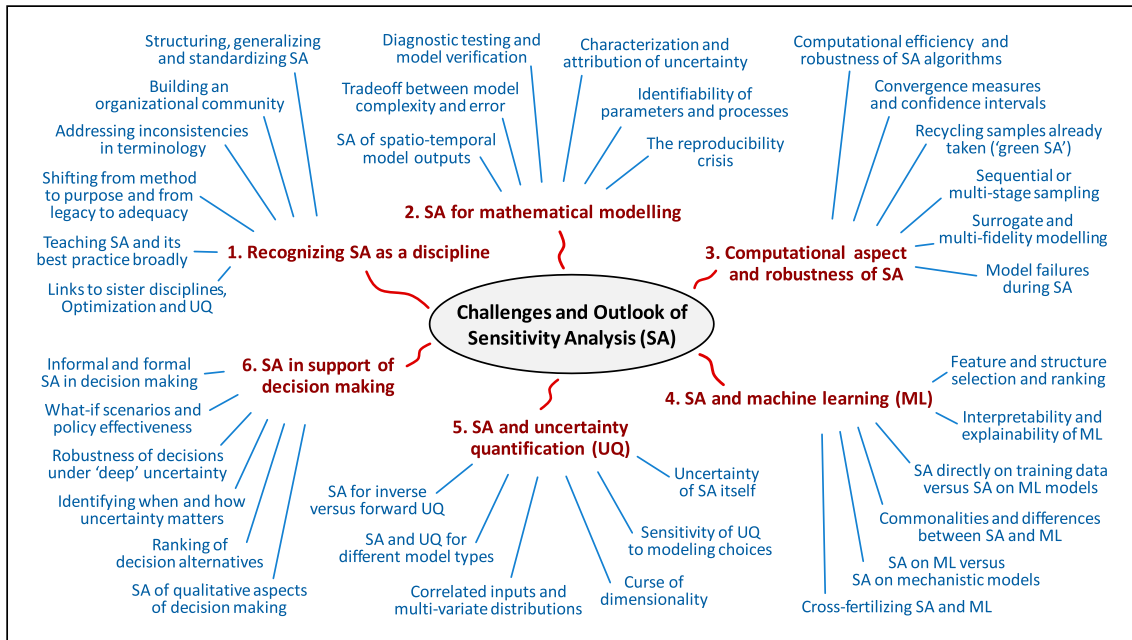 Structuring, generalizing
and standardizing SA
Building an
organizational community
Addressing inconsistencies
in terminology
Shifting from method
to purpose and from
legacy to adequacy
Teaching SA and its
best practice broadly
Links to sister disciplines,
Optimization and UQ
1. Recognizing SA as a discipline
Diagnostic testing and
model verification
Tradeoff between model
complexity and error
SA of spatio-temporal
model outputs
Characterization and
attribution of uncertainty
Identifiability of
parameters and processes
The reproducibility
crisis
2. SA for mathematical modelling
Computational efficiency and
robustness of SA algorithms
Convergence measures
and confidence intervals
Recycling samples already
taken (‘green SA’)
Sequential or
multi-stage sampling
Surrogate and
multi-fidelity modelling
Model failures
during SA
3. Computational aspect
and robustness of SA
Challenges and Outlook of
Sensitivity Analysis (SA)
4. SA and machine learning (ML)
Feature and structure
selection and ranking
Interpretability and
explainability of ML
SA directly on training data
versus SA on ML models
Commonalities and differences
between SA and ML
SA on ML versus
SA on mechanistic models
Cross-fertilizing SA and ML
5. SA and uncertainty
quantification (UQ)
Uncertainty
of SA itself
Sensitivity of UQ
to modeling choices
Curse of
dimensionality
Correlated inputs and
multi-variate distributions
SA and UQ for
different model types
SA for inverse
versus forward UQ
6. SA in support of
decision making
Informal and formal
SA in decision making
What-if scenarios and
policy effectiveness
Robustness of decisions
under ‘deep’ uncertainty
Identifying when and how
uncertainty matters
Ranking of
decision alternatives
SA of qualitative aspects
of decision making